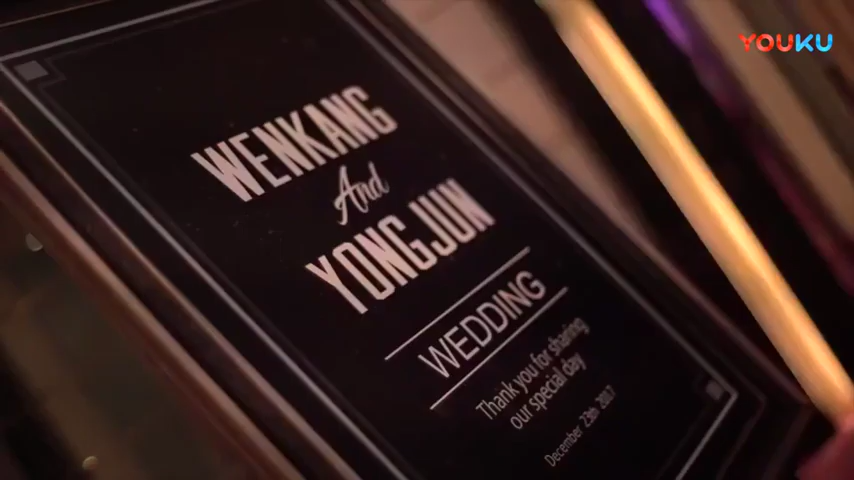 YOUKU
WENKANG
And
YONGJUN
WEDDING
Thank you for sharing
our special day
December 23th 2017